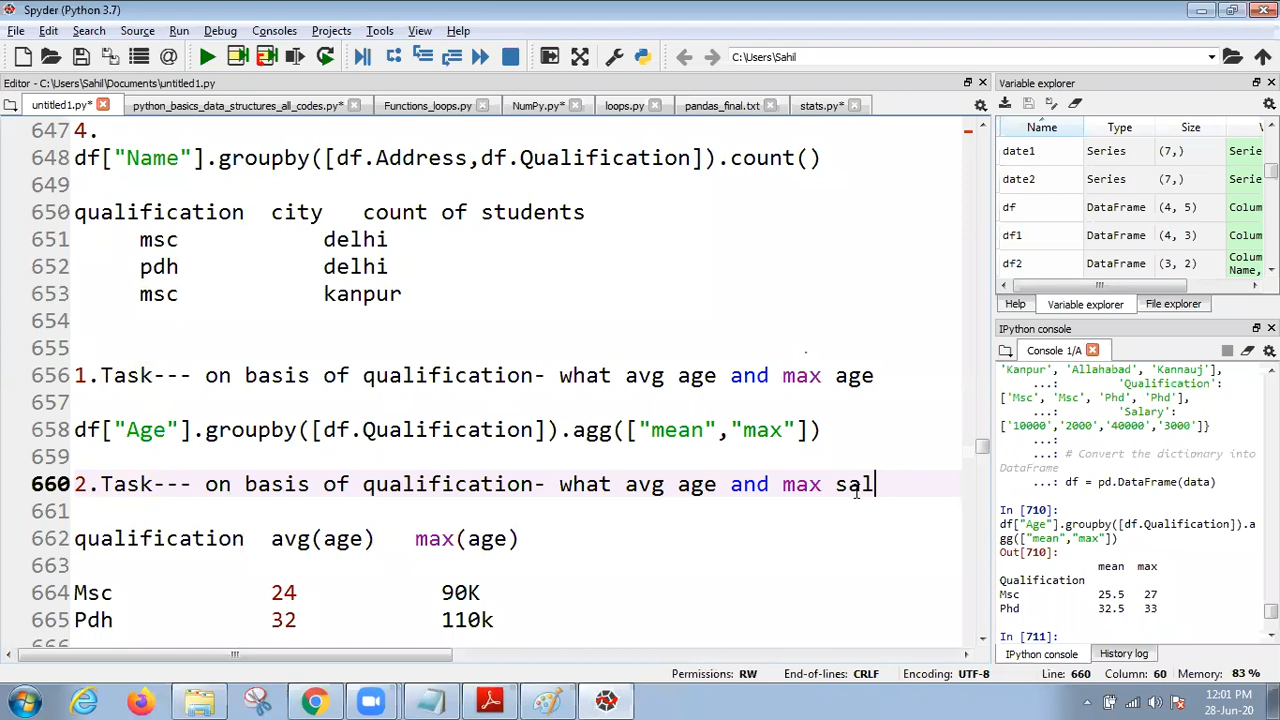 Spyder (Python 3.7)
File Edit Search Source Run Debug Consoles Projects Tools View Help
C:\Users\Sahil
Editor - C:\Users\Sahil\Documents\untitled1.py
untitled1.py* python_basics_data_structures_all_codes.py* Functions_loops.py NumPy.py* loops.py pandas_final.txt stats.py*
647 4.
648 df["Name"].groupby([df.Address,df.Qualification]).count()
649
650 qualification city count of students
651 msc delhi
652 pdh delhi
653 msc kanpur
654
655
656 1.Task--- on basis of qualification- what avg age and max age
657
658 df["Age"].groupby([df.Qualification]).agg(["mean","max"])
659
660 2.Task--- on basis of qualification- what avg age and max sal
661
662 qualification avg(age) max(age)
663
664 Msc 24 90K
665 Pdh 32 110k
Variable explorer
Name Type Size
date1 Series (7,) Serie
date2 Series (7,) Serie
df DataFrame (4, 5) Colum
df1 DataFrame (4, 3) Colum
df2 DataFrame (3, 2) Colum
Name,
Help Variable explorer File explorer
IPython console
Console 1/A
'Kanpur', 'Allahabad', 'Kannauj'],
...: 'Qualification':
['Msc', 'Msc', 'Phd', 'Phd'],
...: 'Salary':
['10000','2000','40000','3000']}
...:
...: # Convert the dictionary into
DataFrame
...: df = pd.DataFrame(data)
In [710]:
df["Age"].groupby([df.Qualification]).a
gg(["mean","max"])
Out[710]:
mean max
Qualification
Msc 25.5 27
Phd 32.5 33
In [711]:
IPython console History log
Permissions: RW End-of-lines: CRLF Encoding: UTF-8 Line: 660 Column: 60 Memory: 83 %
12:01 PM
28-Jun-20